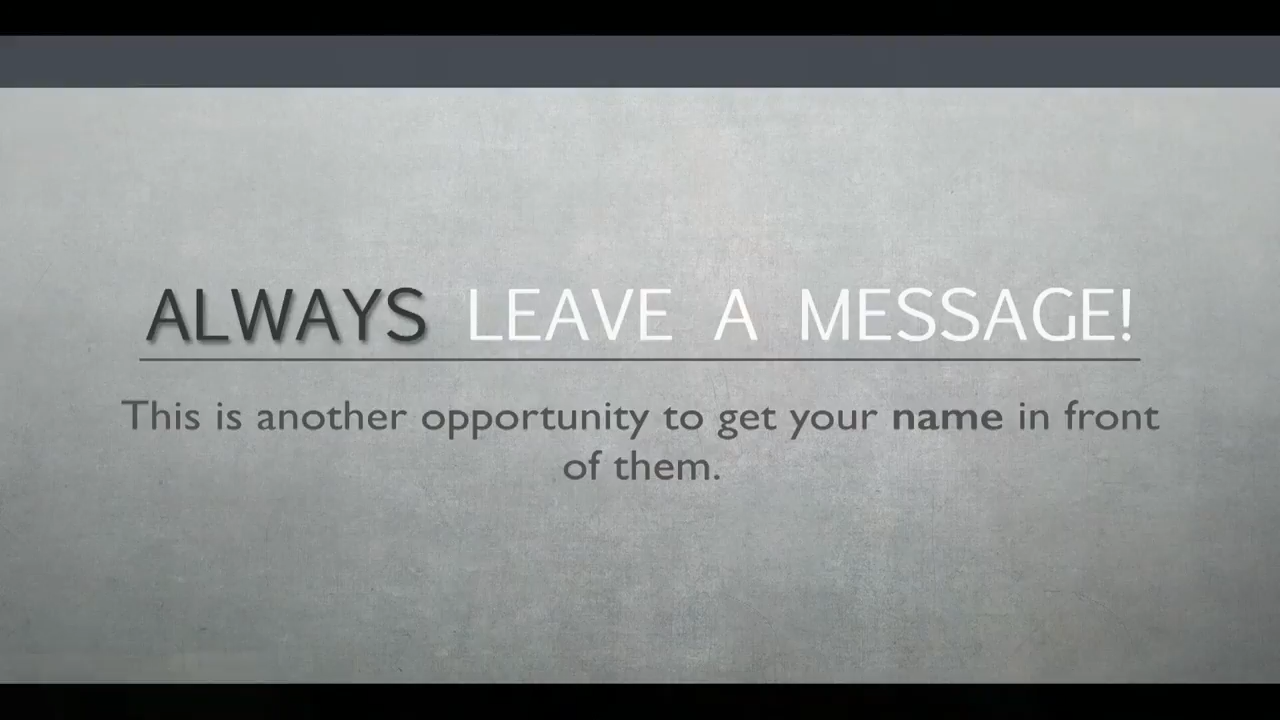 ALWAYS LEAVE A MESSAGE!
This is another opportunity to get your name in front
of them.